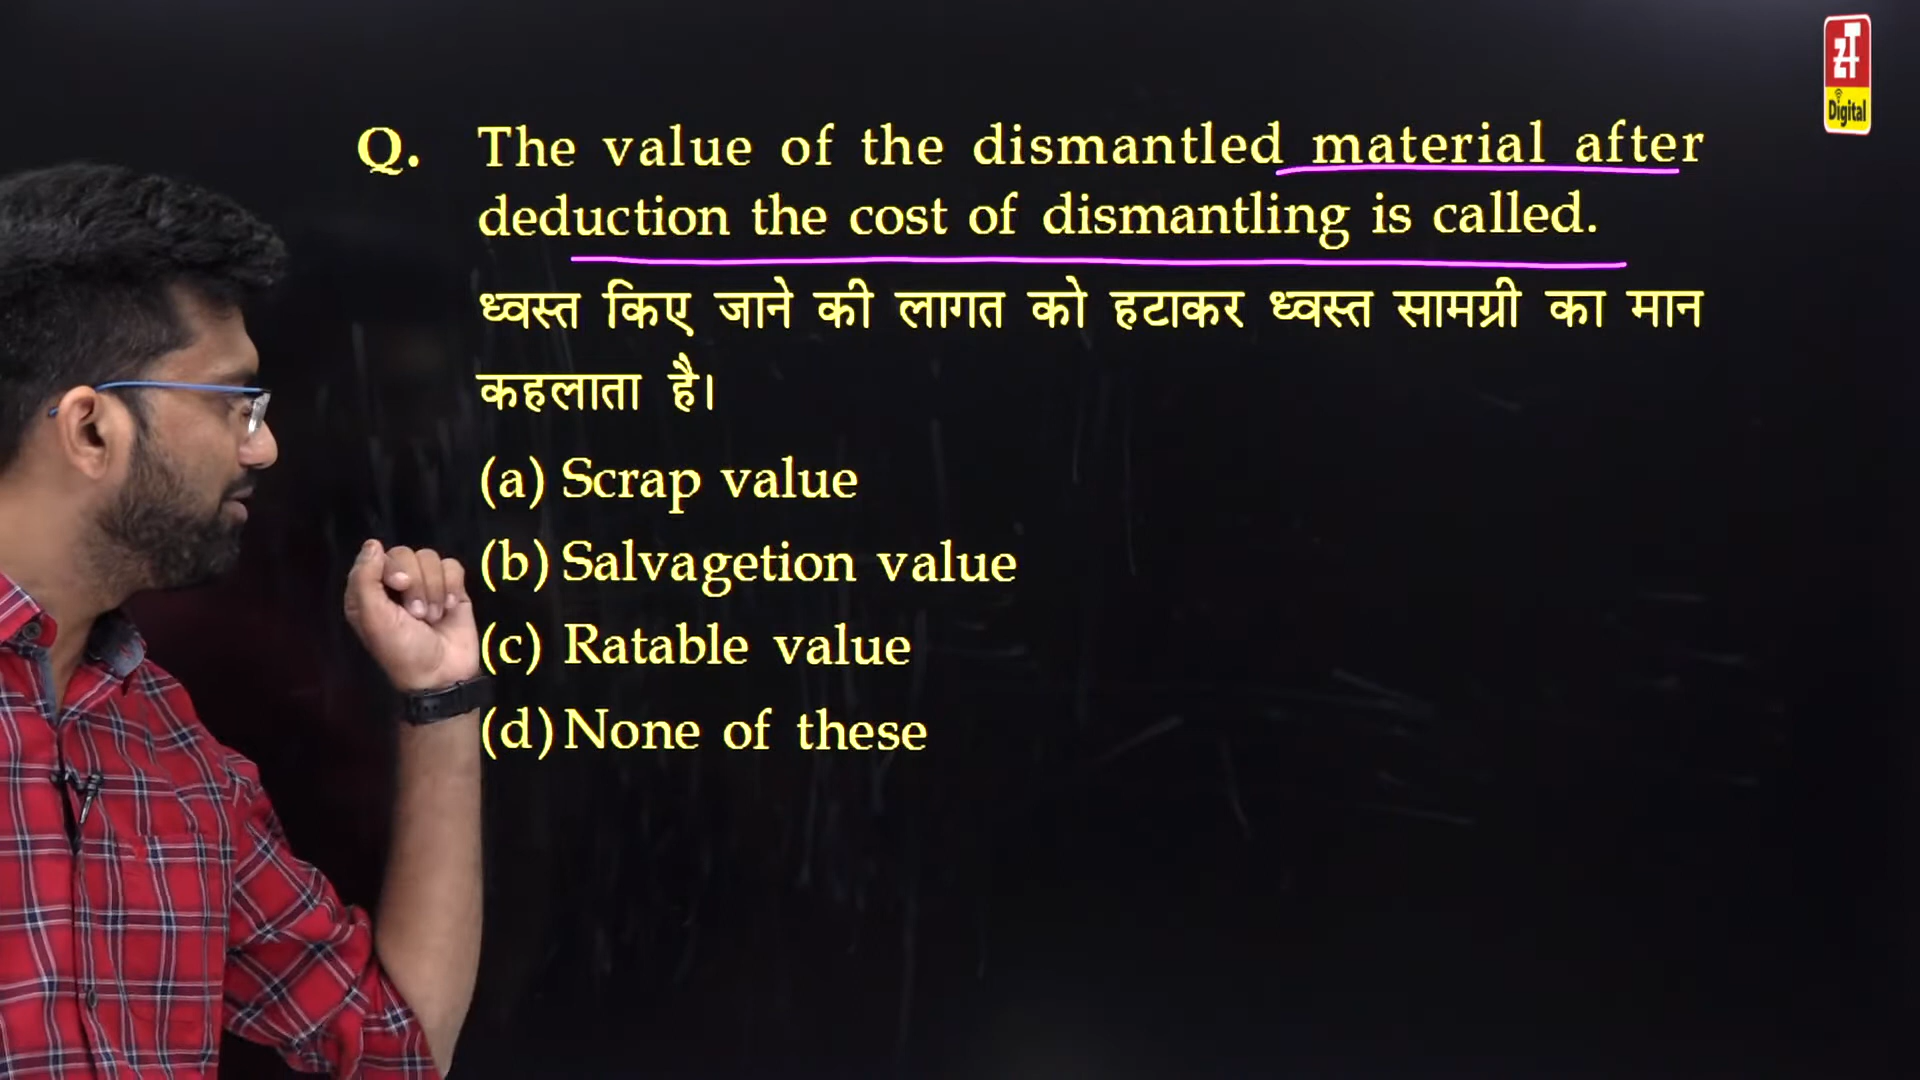 Q. The value of the dismantled material after
deduction the cost of dismantling is called.
ध्वस्त किए जाने की लागत को हटाकर ध्वस्त सामग्री का मान
कहलाता है।
(a) Scrap value
(b) Salvagetion value
(c) Ratable value
(d) None of these
Digital